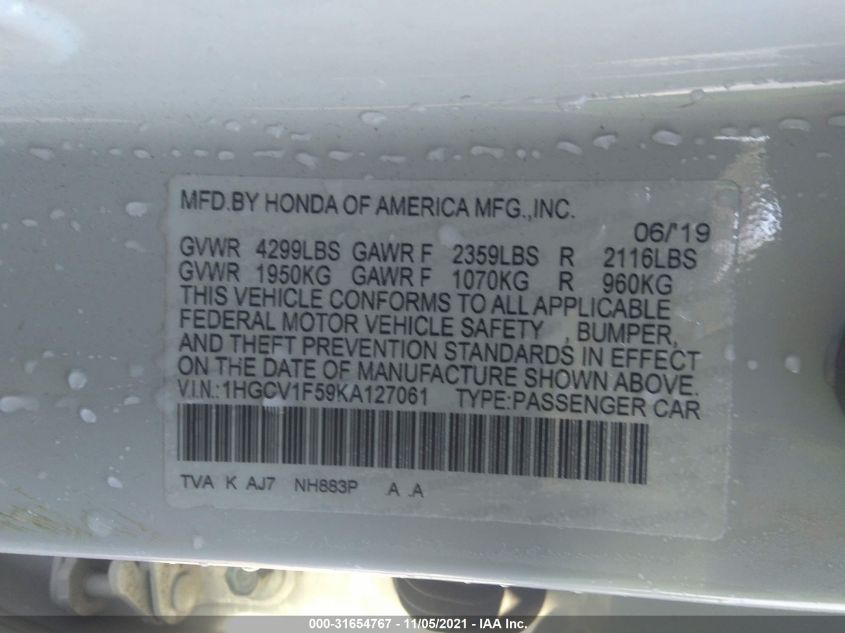 MFD.BY HONDA OF AMERICA MFG.,INC.
06/'19
GVWR 4299LBS GAWR F 2359LBS R 2116LBS
GVWR 1950KG GAWR F 1070KG R 960KG
THIS VEHICLE CONFORMS TO ALL APPLICABLE
FEDERAL MOTOR VEHICLE SAFETY , BUMPER,
AND THEFT PREVENTION STANDARDS IN EFFECT
ON THE DATE OF MANUFACTURE SHOWN ABOVE.
V.I.N.:1HGCV1F59KA127061 TYPE:PASSENGER CAR
TVA K AJ7 NH883P .A .A
000-31654767 - 11/05/2021 - IAA Inc.